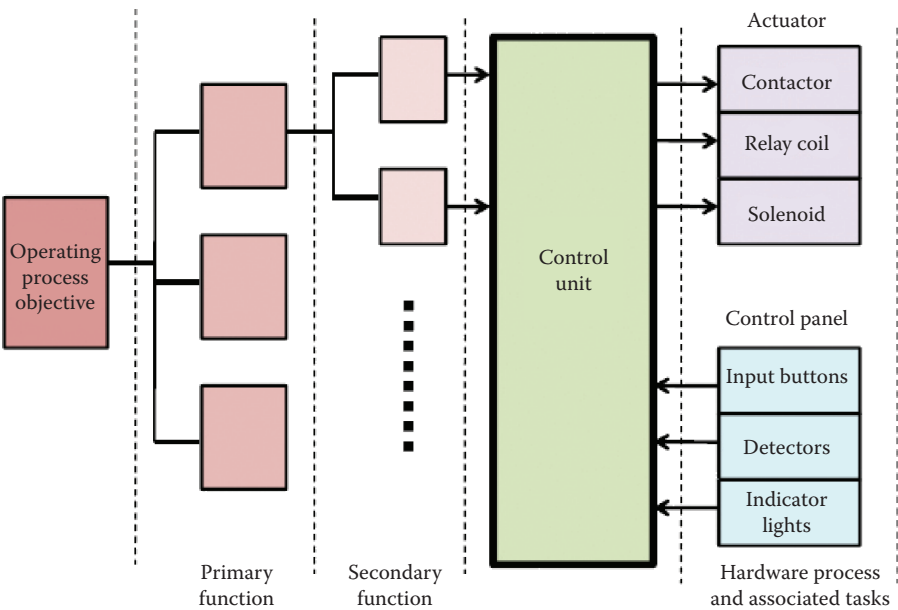 Operating
process
objective
Primary
function
Secondary
function
Control
unit
Actuator
Contactor
Relay coil
Solenoid
Control panel
Input buttons
Detectors
Indicator
lights
Hardware process
and associated tasks